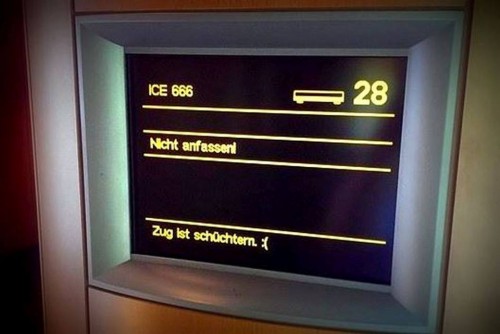 ICE 666 28
Nicht anfassen!
Zug ist schüchtern. :(